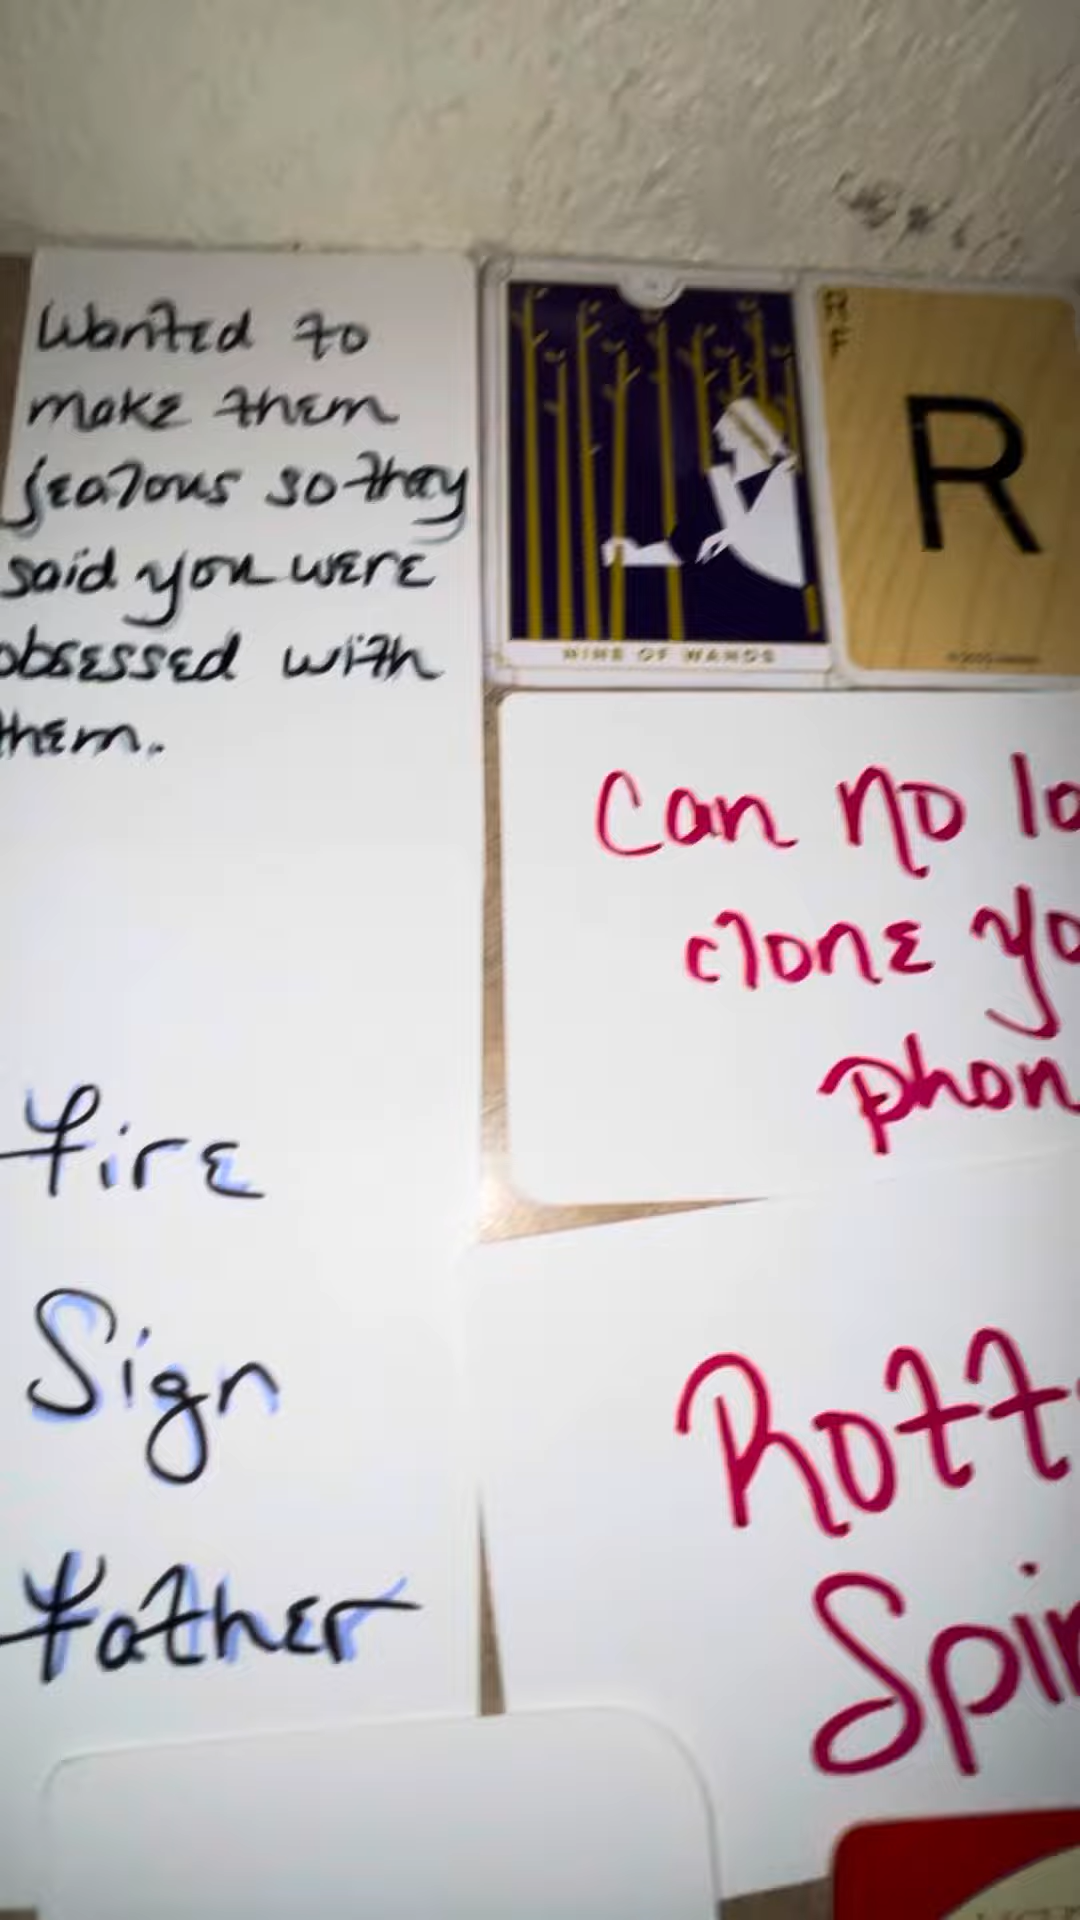 Wanted to
make them
jealous so they
said you were
obsessed with
them.
NINE OF WANDS
R
Can no
clone
Fire
Sign
Father